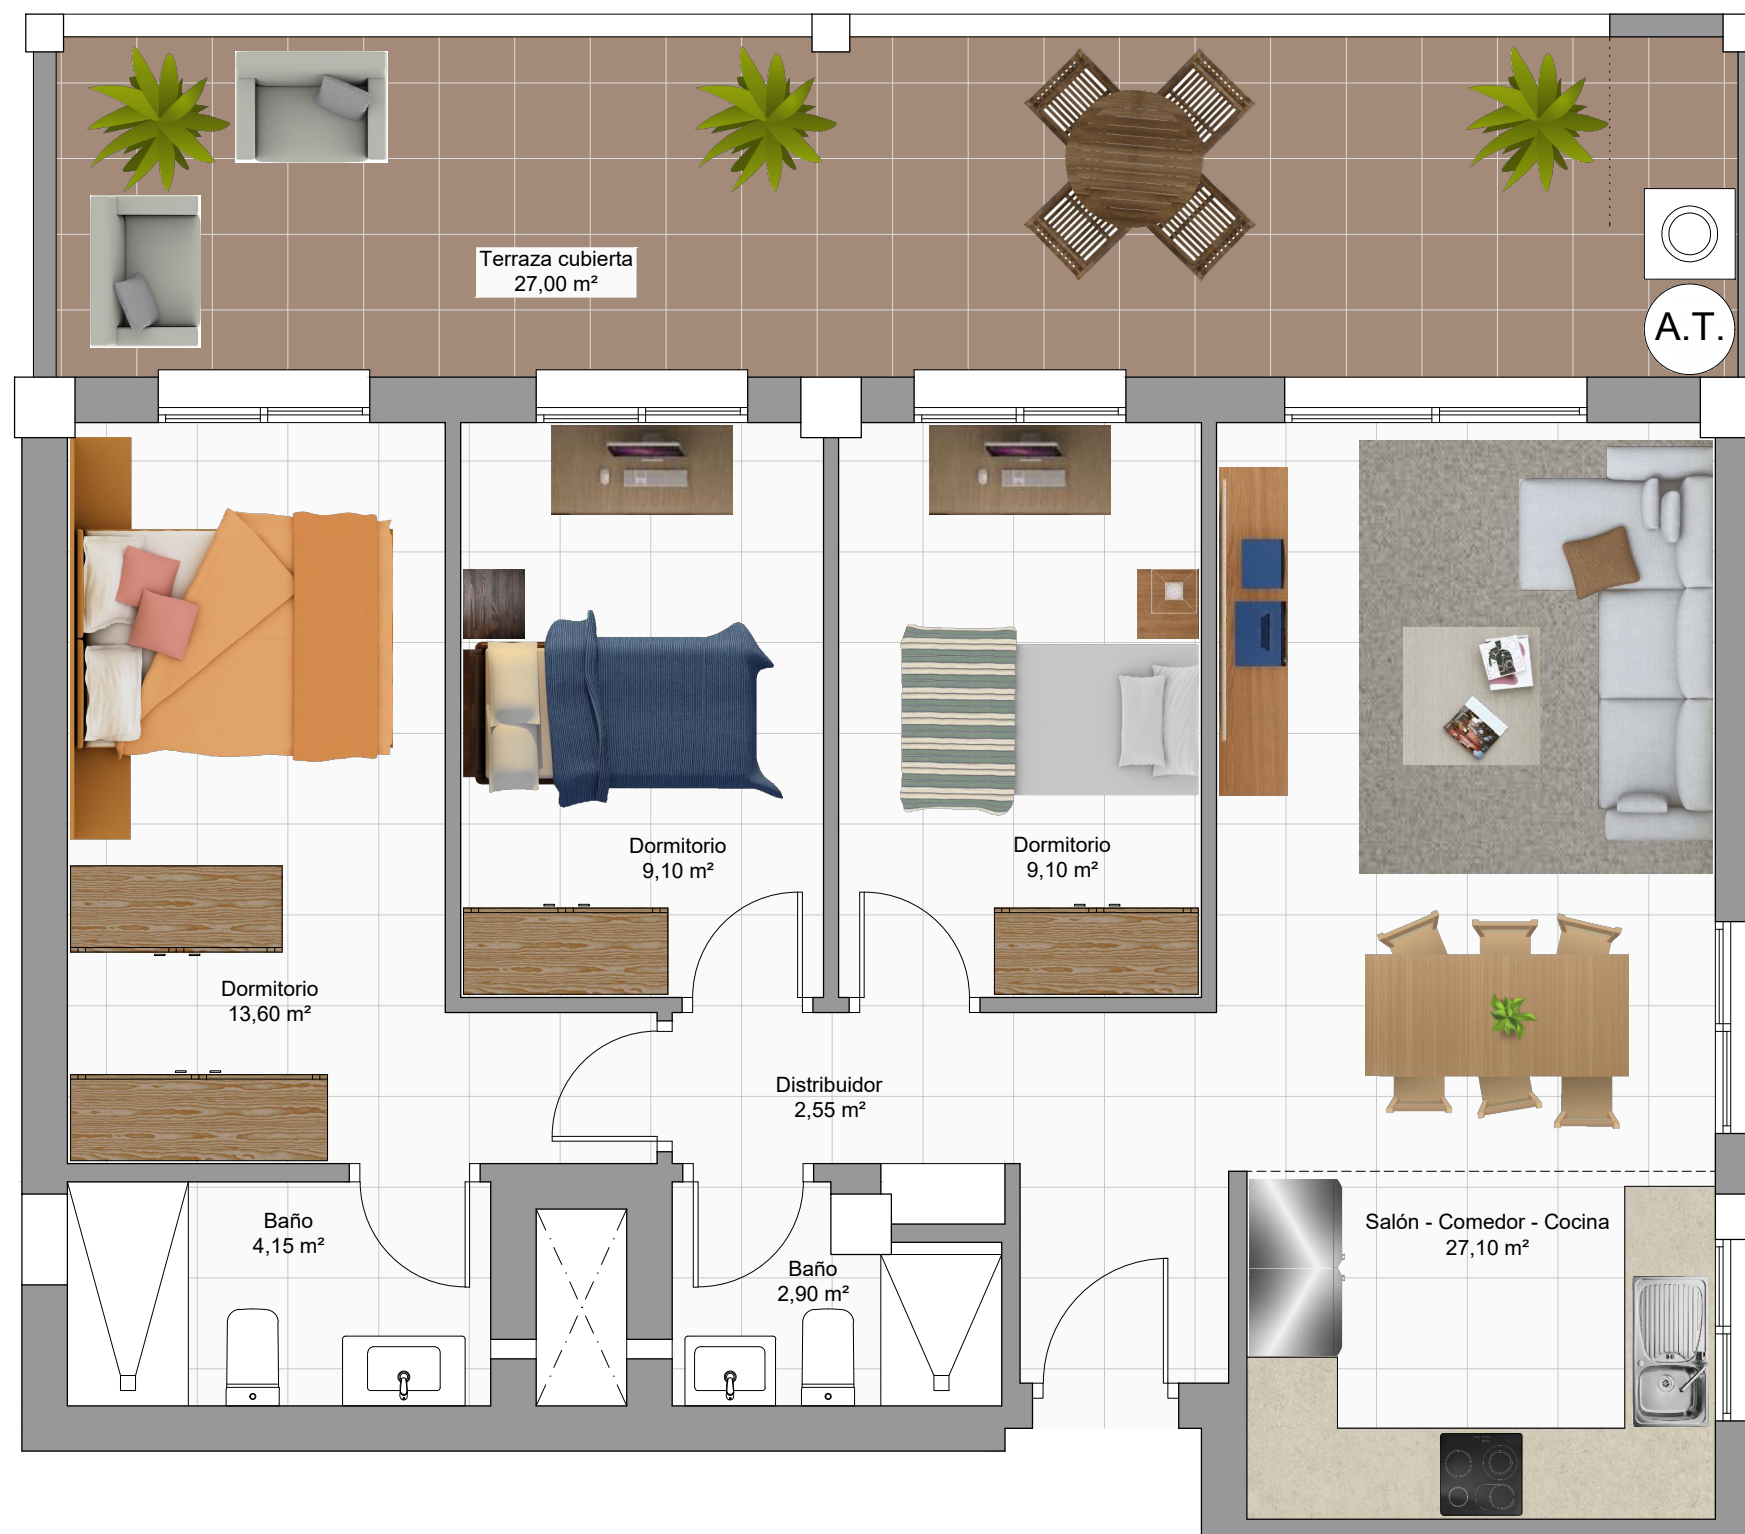 Terraza cubierta
27,00 m²
A.T.
Dormitorio
9,10 m²
Dormitorio
9,10 m²
Dormitorio
13,60 m²
Distribuidor
2,55 m²
Baño
4,15 m²
Baño
2,90 m²
Salón - Comedor - Cocina
27,10 m²